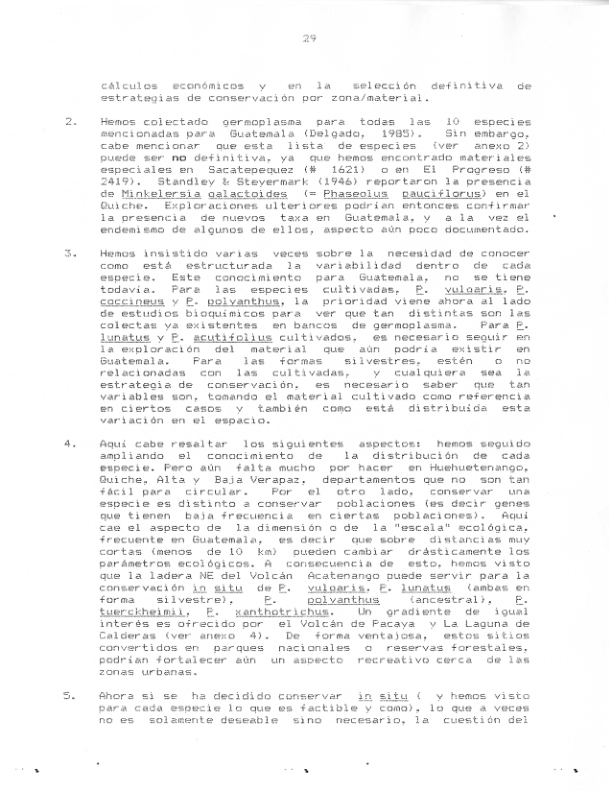 29
cálculos económicos y en la selección definitiva de
estrategias de conservación por zona/material.
2. Hemos colectado germoplasma para todas las 10 especies
mencionadas para Guatemala (Delgado, 1985). Sin embargo,
cabe mencionar que esta lista de especies (ver anexo 2)
puede ser no definitiva, ya que hemos encontrado materiales
especiales en Sacatepequez (# 1621) o en El Progreso (#
2419). Standley & Steyermark (1946) reportaron la presencia
de Minkelersia galactoides (= Phaseolus pauciflorus) en el
Quiche. Exploraciones ulteriores podrían entonces confirmar
la presencia de nuevos taxa en Guatemala, y a la vez el
endemismo de algunos de ellos, aspecto aún poco documentado.
3. Hemos insistido varias veces sobre la necesidad de conocer
como está estructurada la variabilidad dentro de cada
especie. Este conocimiento para Guatemala, no se tiene
todavía. Para las especies cultivadas, P. vulgaris, P.
coccineus y P. polyanthus, la prioridad viene ahora al lado
de estudios bioquímicos para ver que tan distintas son las
colectas ya existentes en bancos de germoplasma. Para P.
lunatus y P. acutifolius cultivados, es necesario seguir en
la exploración del material que aún podría existir en
Guatemala. Para las formas silvestres, estén o no
relacionadas con las cultivadas, y cualquiera sea la
estrategia de conservación, es necesario saber que tan
variables son, tomando el material cultivado como referencia
en ciertos casos y también como está distribuída esta
variación en el espacio.
4. Aquí cabe resaltar los siguientes aspectos: hemos seguido
ampliando el conocimiento de la distribución de cada
especie. Pero aún falta mucho por hacer en Huehuetenango,
Quiche, Alta y Baja Verapaz, departamentos que no son tan
fácil para circular. Por el otro lado, conservar una
especie es distinto a conservar poblaciones (es decir genes
que tienen baja frecuencia en ciertas poblaciones). Aquí
cae el aspecto de la dimensión o de la "escala" ecológica,
frecuente en Guatemala, es decir que sobre distancias muy
cortas (menos de 10 km) pueden cambiar drásticamente los
parámetros ecológicos. A consecuencia de esto, hemos visto
que la ladera NE del Volcán Acatenango puede servir para la
conservación in situ de P. vulgaris, P. lunatus (ambas en
forma silvestre), P. polyanthus (ancestral), P.
tuerckheimii, P. xanthotrichus. Un gradiente de igual
interés es ofrecido por el Volcán de Pacaya y La Laguna de
Calderas (ver anexo 4). De forma ventajosa, estos sitios
convertidos en parques nacionales o reservas forestales,
podrían fortalecer aún un aspecto recreativo cerca de las
zonas urbanas.
5. Ahora si se ha decidido conservar in situ ( y hemos visto
para cada especie lo que es factible y como), lo que a veces
no es solamente deseable sino necesario, la cuestión del